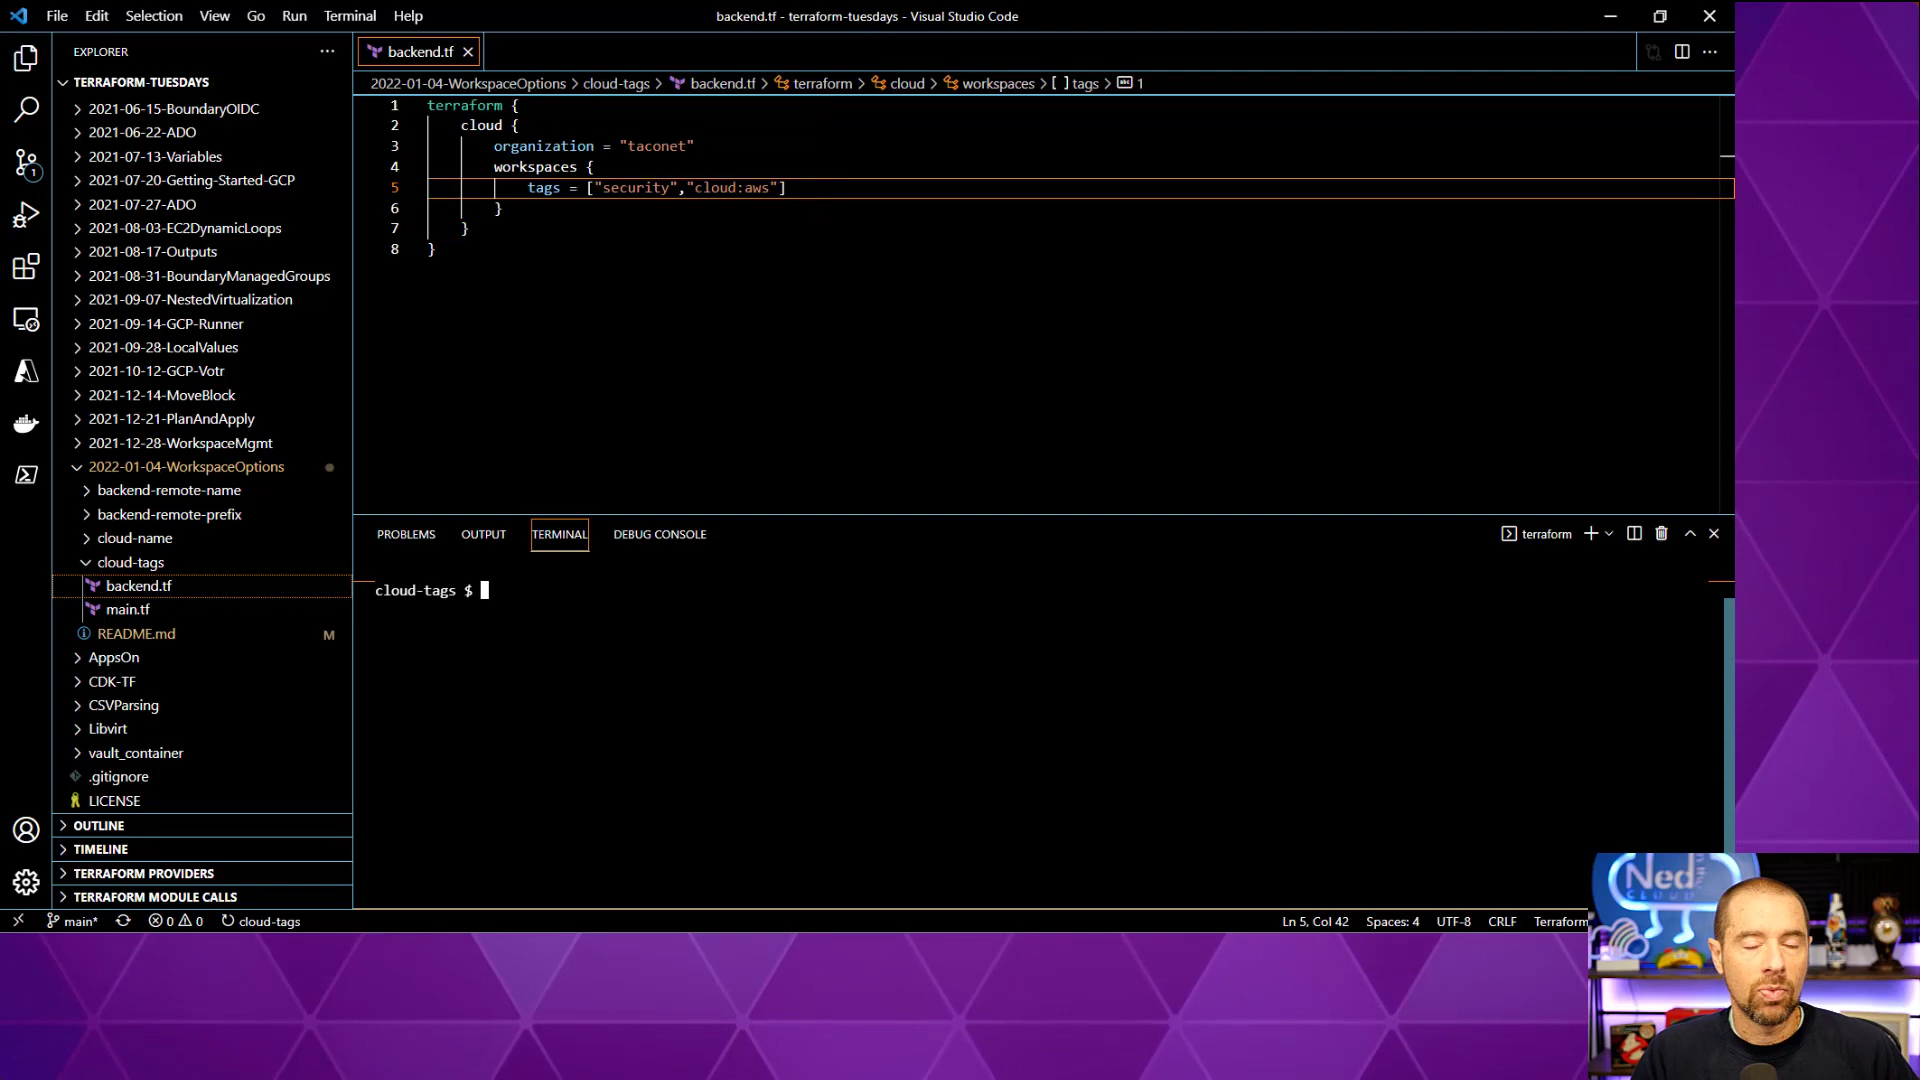 File Edit Selection View Go Run Terminal Help
backend.tf - terraform-tuesdays - Visual Studio Code
EXPLORER
TERRAFORM-TUESDAYS
2021-06-15-BoundaryOIDC
2021-06-22-ADO
2021-07-13-Variables
2021-07-20-Getting-Started-GCP
2021-07-27-ADO
2021-08-03-EC2DynamicLoops
2021-08-17-Outputs
2021-08-31-BoundaryManagedGroups
2021-09-07-NestedVirtualization
2021-09-14-GCP-Runner
2021-09-28-LocalValues
2021-10-12-GCP-Votr
2021-12-14-MoveBlock
2021-12-21-PlanAndApply
2021-12-28-WorkspaceMgmt
2022-01-04-WorkspaceOptions
backend-remote-name
backend-remote-prefix
cloud-name
cloud-tags
backend.tf
main.tf
README.md M
AppsOn
CDK-TF
CSVParsing
Libvirt
vault_container
.gitignore
LICENSE
OUTLINE
TIMELINE
TERRAFORM PROVIDERS
TERRAFORM MODULE CALLS
1
backend.tf
2022-01-04-WorkspaceOptions > cloud-tags > backend.tf > terraform > cloud > workspaces > [ ] tags > abc 1
1 terraform {
2 cloud {
3 organization = "taconet"
4 workspaces {
5 tags = ["security","cloud:aws"]
6 }
7 }
8 }
PROBLEMS OUTPUT TERMINAL DEBUG CONSOLE
terraform
cloud-tags $
main* 0 0 cloud-tags
Ln 5, Col 42 Spaces: 4 UTF-8 CRLF Terraform
Ned
CLOUD